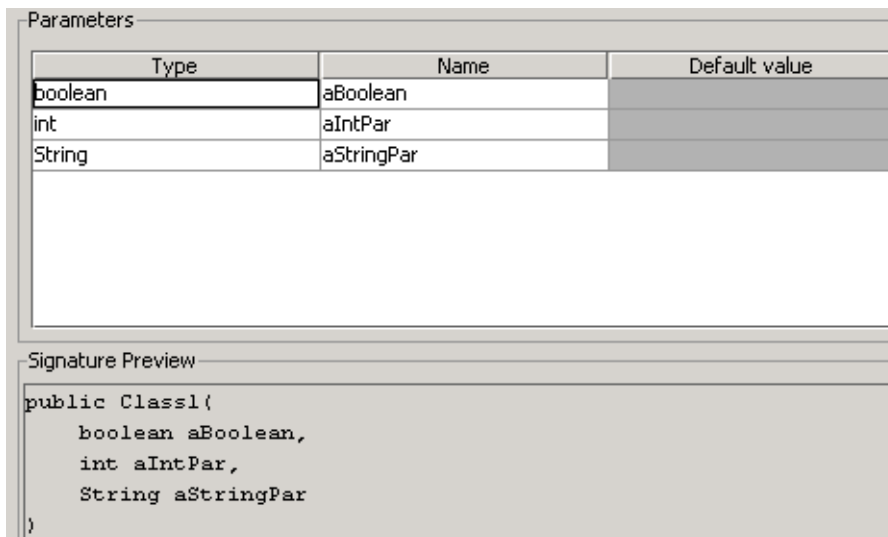 Parameters
Type Name Default value
boolean aBoolean
int aIntPar
String aStringPar
Signature Preview
public Class1(
    boolean aBoolean,
    int aIntPar,
    String aStringPar
)